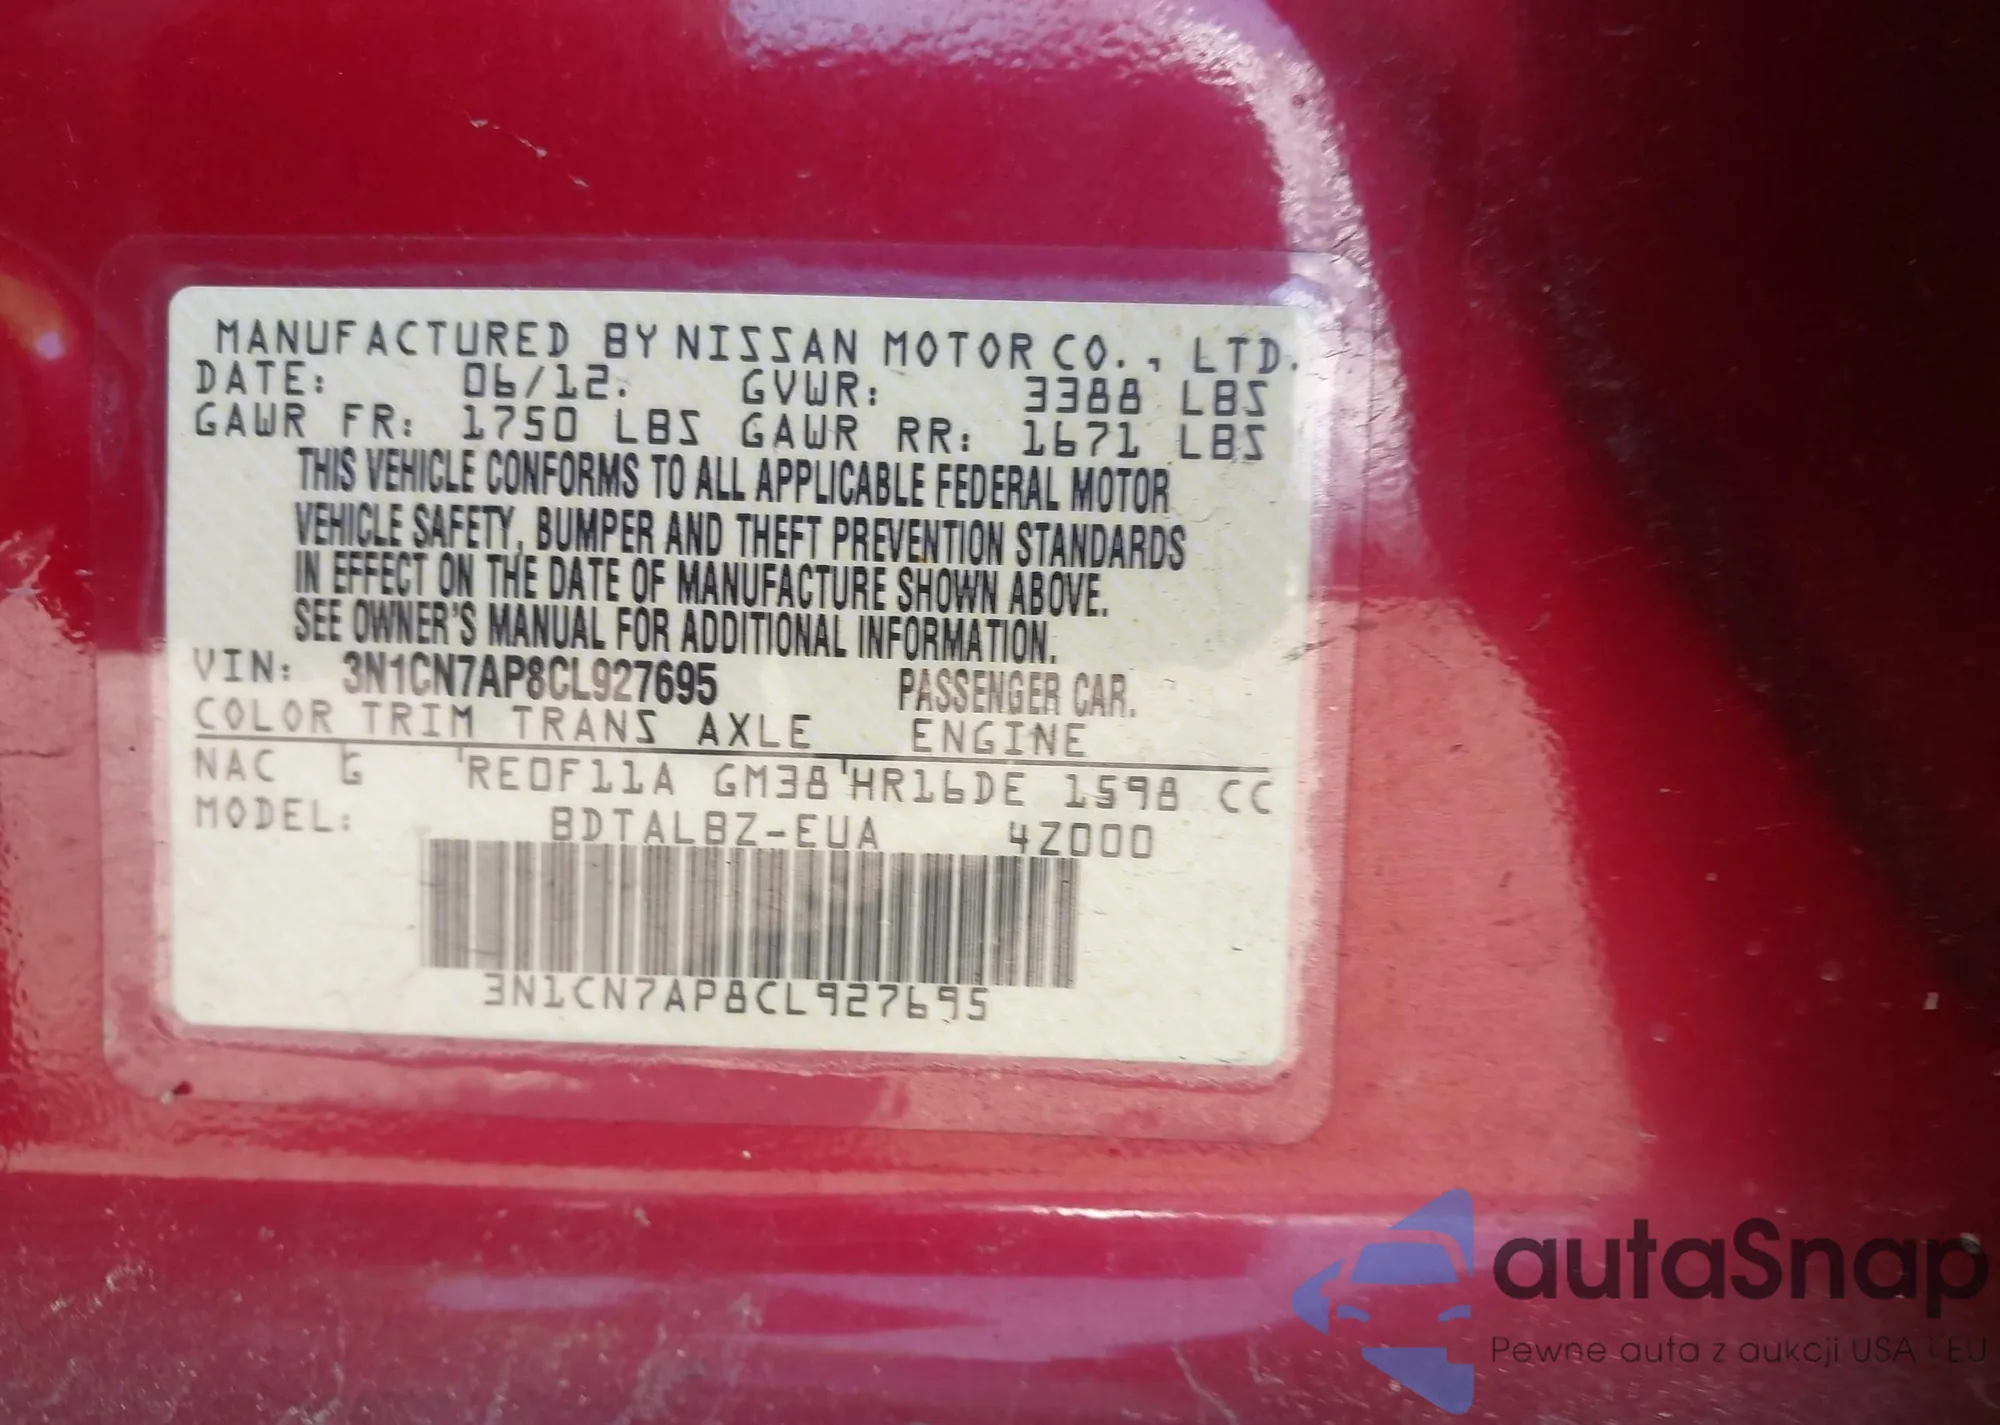 MANUFACTURED BY NISSAN MOTOR CO., LTD.
DATE: 06/12. GVWR: 3388 LBS
GAWR FR: 1750 LBS GAWR RR: 1671 LBS
THIS VEHICLE CONFORMS TO ALL APPLICABLE FEDERAL MOTOR
VEHICLE SAFETY, BUMPER AND THEFT PREVENTION STANDARDS
IN EFFECT ON THE DATE OF MANUFACTURE SHOWN ABOVE.
SEE OWNER'S MANUAL FOR ADDITIONAL INFORMATION.
VIN: 3N1CN7AP8CL927695 PASSENGER CAR.
COLOR TRIM TRANS AXLE ENGINE
NAC G RE0F11A GM38 HR16DE 1598 CC
MODEL: BDTALBZ-EUA 4Z000
3N1CN7AP8CL927695
autaSnap
Pewne auta z aukcji USA i EU